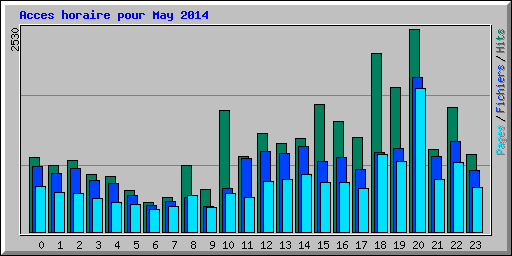 Acces horaire pour May 2014
2530
Pages / Fichiers / Hits
0 1 2 3 4 5 6 7 8 9 10 11 12 13 14 15 16 17 18 19 20 21 22 23